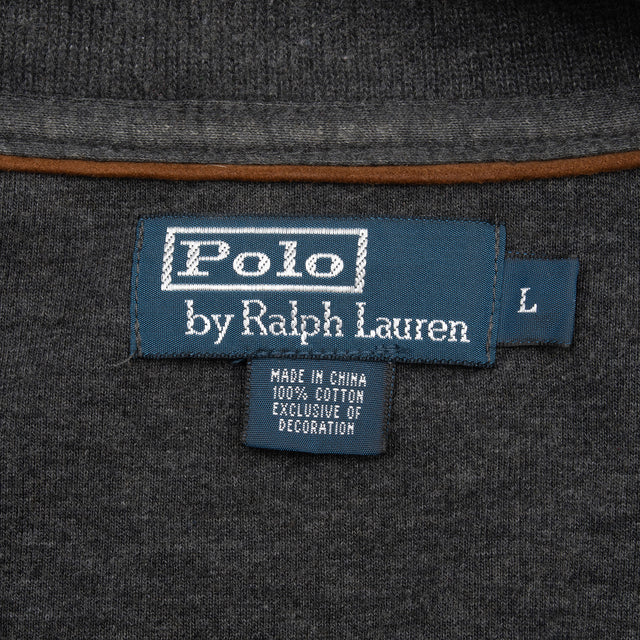 Polo
by Ralph Lauren
L
MADE IN CHINA
100% COTTON
EXCLUSIVE OF
DECORATION